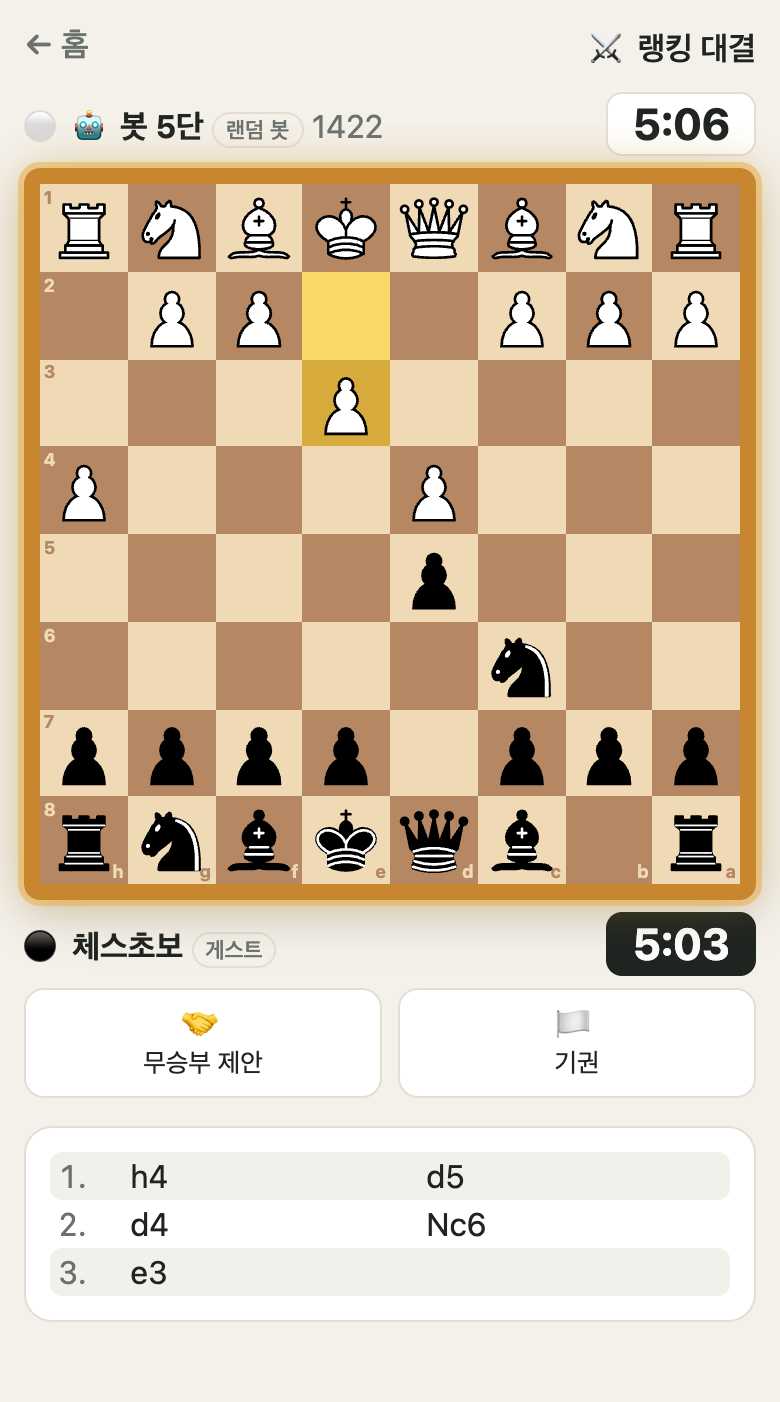 ← 홈
⚔️ 랭킹 대결
🤖 봇 5단 랜덤 봇 1422 5:06
1
2
3
4
5
6
7
8
h g f e d c b a
체스초보 게스트 5:03
🤝 🏳️
무승부 제안 기권
1. h4 d5
2. d4 Nc6
3. e3